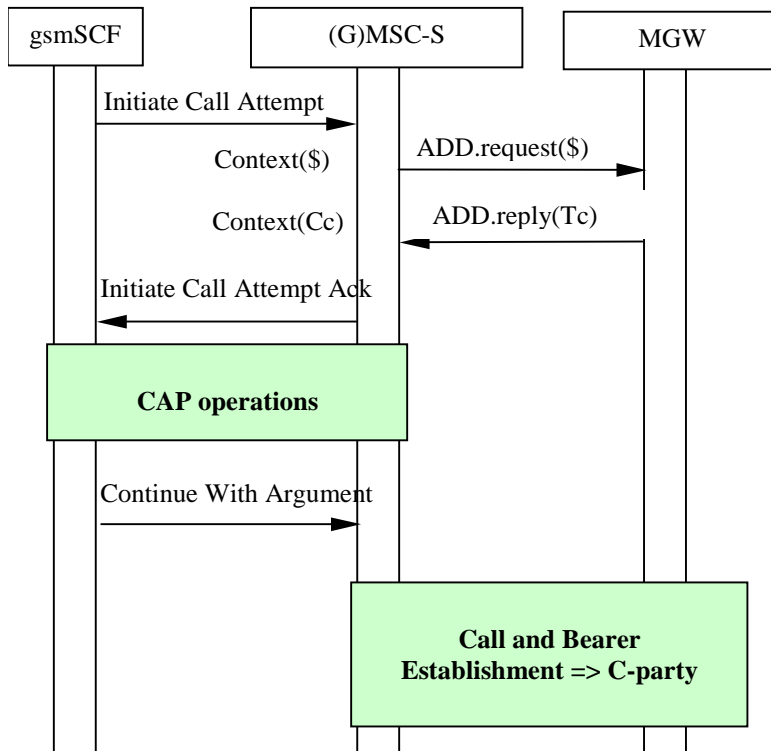 gsmSCF
(G)MSC-S
MGW
Initiate Call Attempt
Context($)
ADD.request($)
Context(Cc)
ADD.reply(Tc)
Initiate Call Attempt Ack
CAP operations
Continue With Argument
Call and Bearer
Establishment => C-party